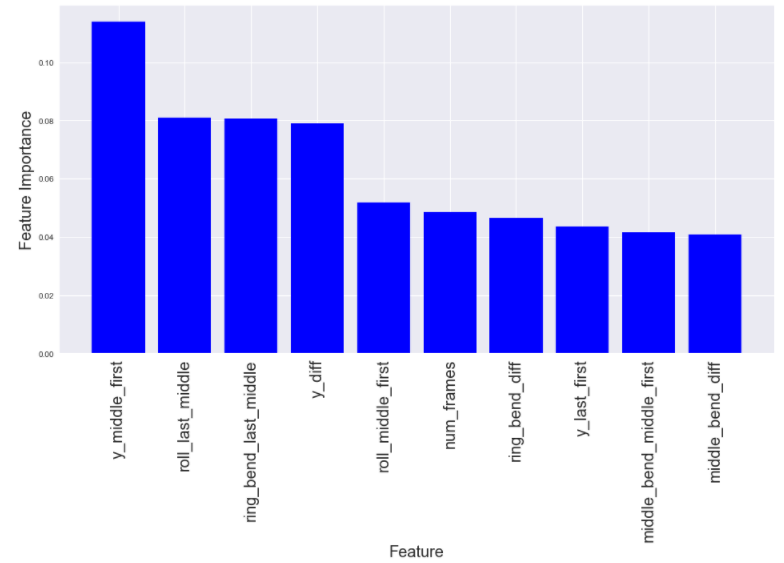 Feature Importance
0.10
0.08
0.06
0.04
0.02
0.00
y_middle_first
roll_last_middle
ring_bend_last_middle
y_diff
roll_middle_first
num_frames
ring_bend_diff
y_last_first
middle_bend_middle_first
middle_bend_diff
Feature